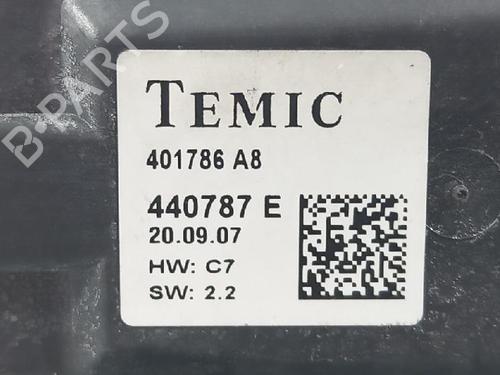 TEMIC
401786 A8
440787 E
20.09.07
HW: C7
SW: 2.2
B-PARTS